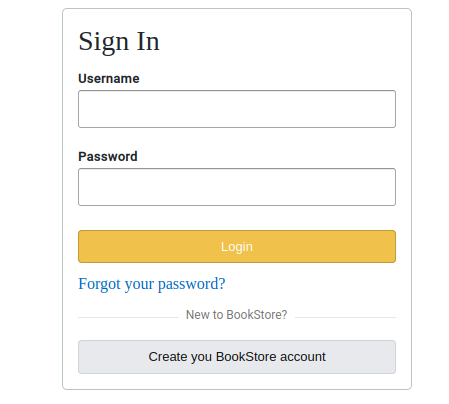 Sign In
Username
Password
Login
Forgot your password?
New to BookStore?
Create you BookStore account